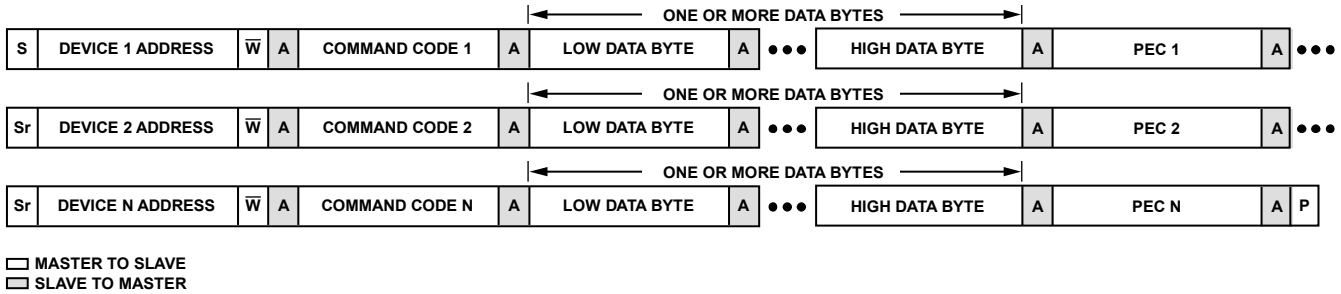 ONE OR MORE DATA BYTES
S DEVICE 1 ADDRESS W̅ A COMMAND CODE 1 A LOW DATA BYTE A ••• HIGH DATA BYTE A PEC 1 A •••
ONE OR MORE DATA BYTES
Sr DEVICE 2 ADDRESS W̅ A COMMAND CODE 2 A LOW DATA BYTE A ••• HIGH DATA BYTE A PEC 2 A •••
ONE OR MORE DATA BYTES
Sr DEVICE N ADDRESS W̅ A COMMAND CODE N A LOW DATA BYTE A ••• HIGH DATA BYTE A PEC N A P
MASTER TO SLAVE
SLAVE TO MASTER